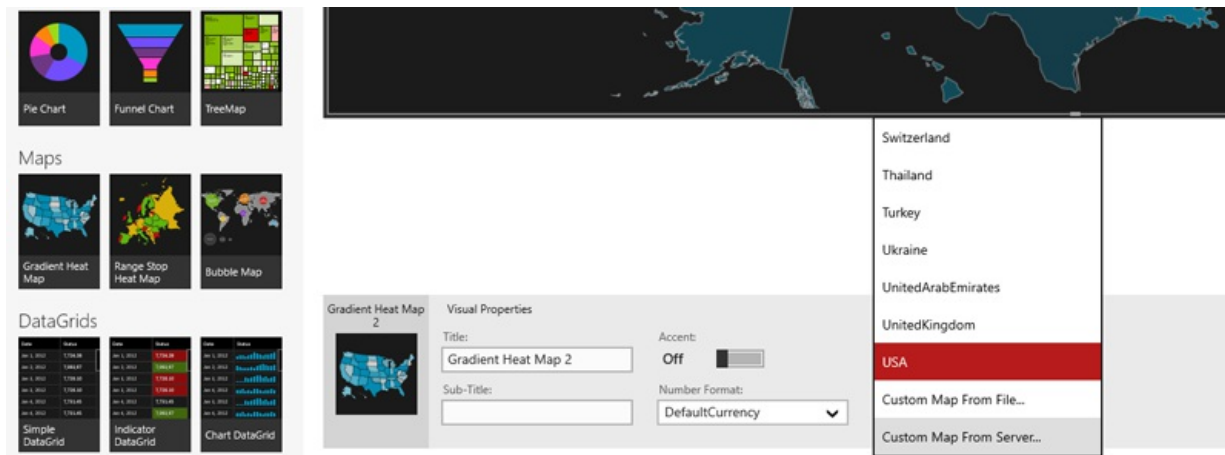 Pie Chart
Funnel Chart
TreeMap
Maps
Gradient Heat
Map
Range Stop
Heat Map
Bubble Map
DataGrids
Simple
DataGrid
Indicator
DataGrid
Chart DataGrid
Switzerland
Thailand
Turkey
Ukraine
UnitedArabEmirates
UnitedKingdom
USA
Custom Map From File...
Custom Map From Server...
Gradient Heat Map
2
Visual Properties
Title:
Gradient Heat Map 2
Sub-Title:
Accent:
Off
Number Format:
DefaultCurrency